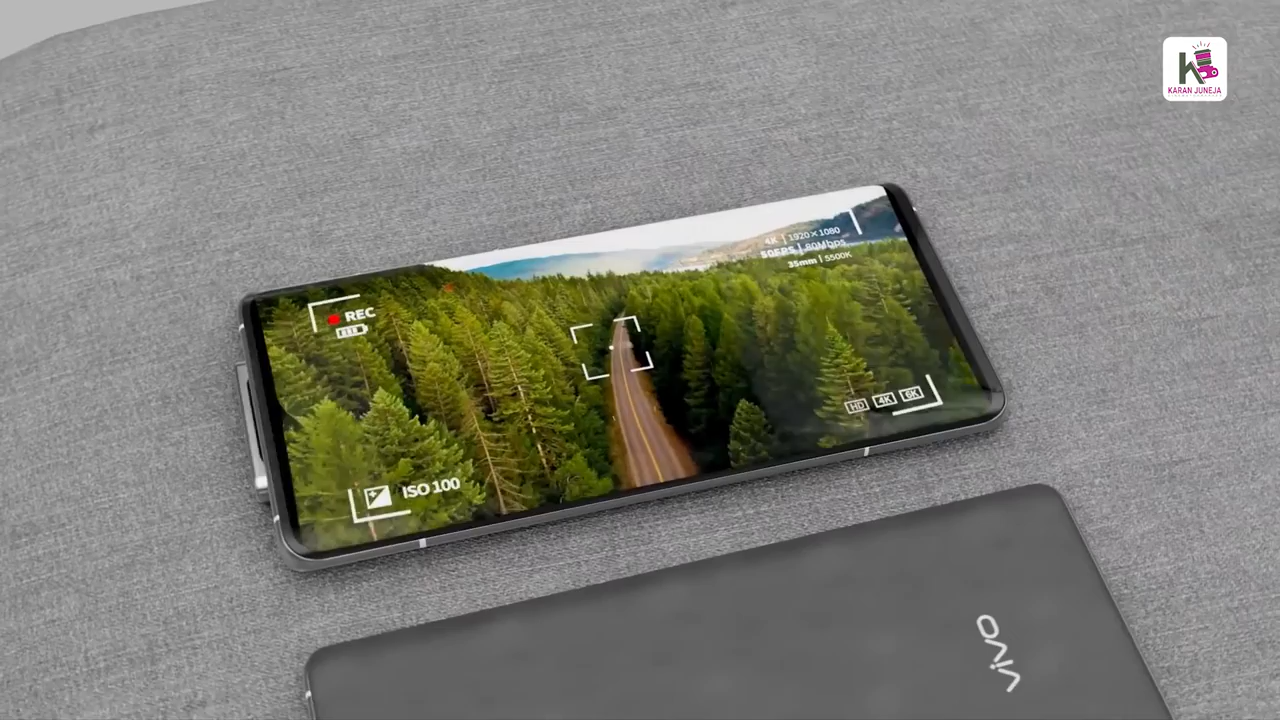 KARAN JUNEJA
4K | 1920×1080
50FPS | 80Mbps
35mm | 5500K
REC
HD 4K 6K
ISO 100
vivo